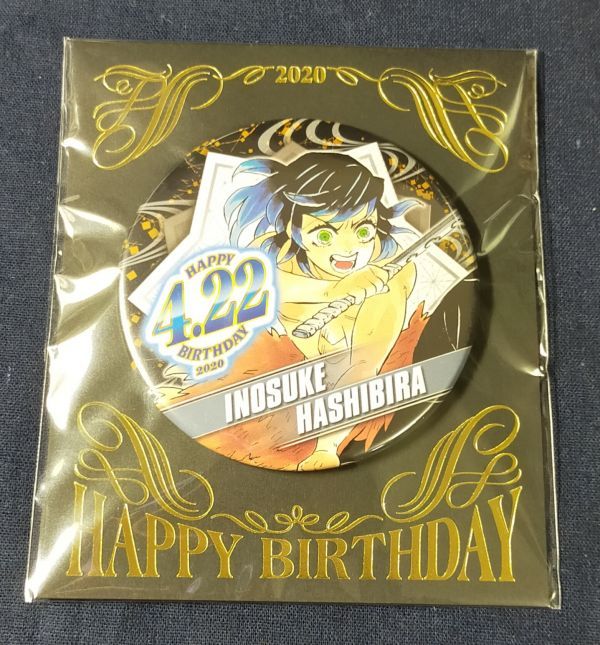 2020
HAPPY
4.22
BIRTHDAY
2020
INOSUKE
HASHIBIRA
HAPPY BIRTHDAY